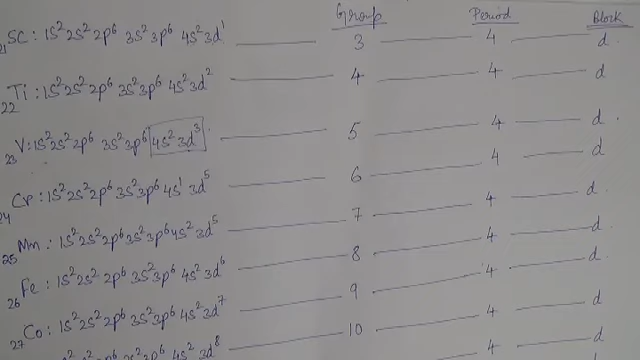 Group Period Block
21 Sc : 1s² 2s² 2p⁶ 3s² 3p⁶ 4s² 3d¹ 3 4 d
22 Ti : 1s² 2s² 2p⁶ 3s² 3p⁶ 4s² 3d² 4 4 d
23 V : 1s² 2s² 2p⁶ 3s² 3p⁶ 4s² 3d³ 5 4 d
24 Cr : 1s² 2s² 2p⁶ 3s² 3p⁶ 4s¹ 3d⁵ 6 4 d
25 Mn : 1s² 2s² 2p⁶ 3s² 3p⁶ 4s² 3d⁵ 7 4 d
26 Fe : 1s² 2s² 2p⁶ 3s² 3p⁶ 4s² 3d⁶ 8 4 d
27 Co : 1s² 2s² 2p⁶ 3s² 3p⁶ 4s² 3d⁷ 9 4 d
4s² 3d⁸ 10 4 d
4 d